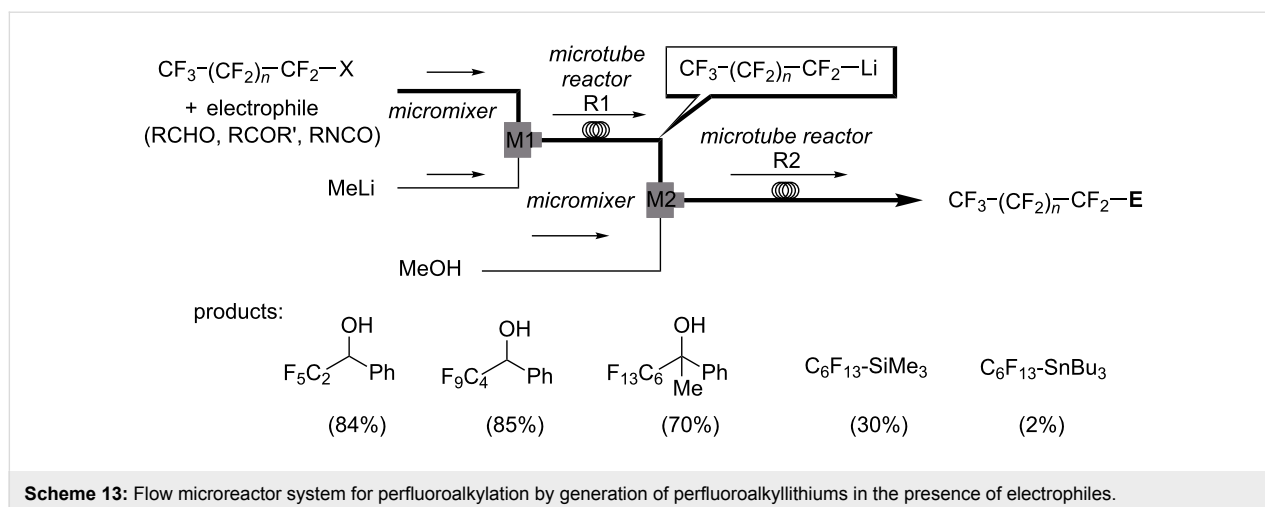 microtube
reactor
R1
CF3–(CF2)n–CF2–X
CF3–(CF2)n–CF2–Li
+ electrophile
(RCHO, RCOR', RNCO)
micromixer
M1
microtube reactor
R2
MeLi
micromixer
M2
CF3–(CF2)n–CF2–E
MeOH
products:
OH
F5C2
Ph
(84%)
OH
F9C4
Ph
(85%)
OH
F13C6
Ph
Me
(70%)
C6F13-SiMe3
(30%)
C6F13-SnBu3
(2%)
Scheme 13: Flow microreactor system for perfluoroalkylation by generation of perfluoroalkyllithiums in the presence of electrophiles.